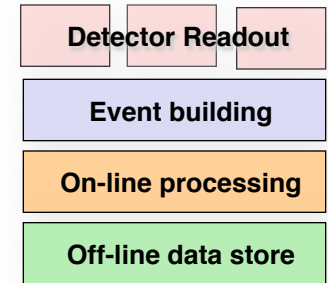 Detector Readout
Event building
On-line processing
Off-line data store